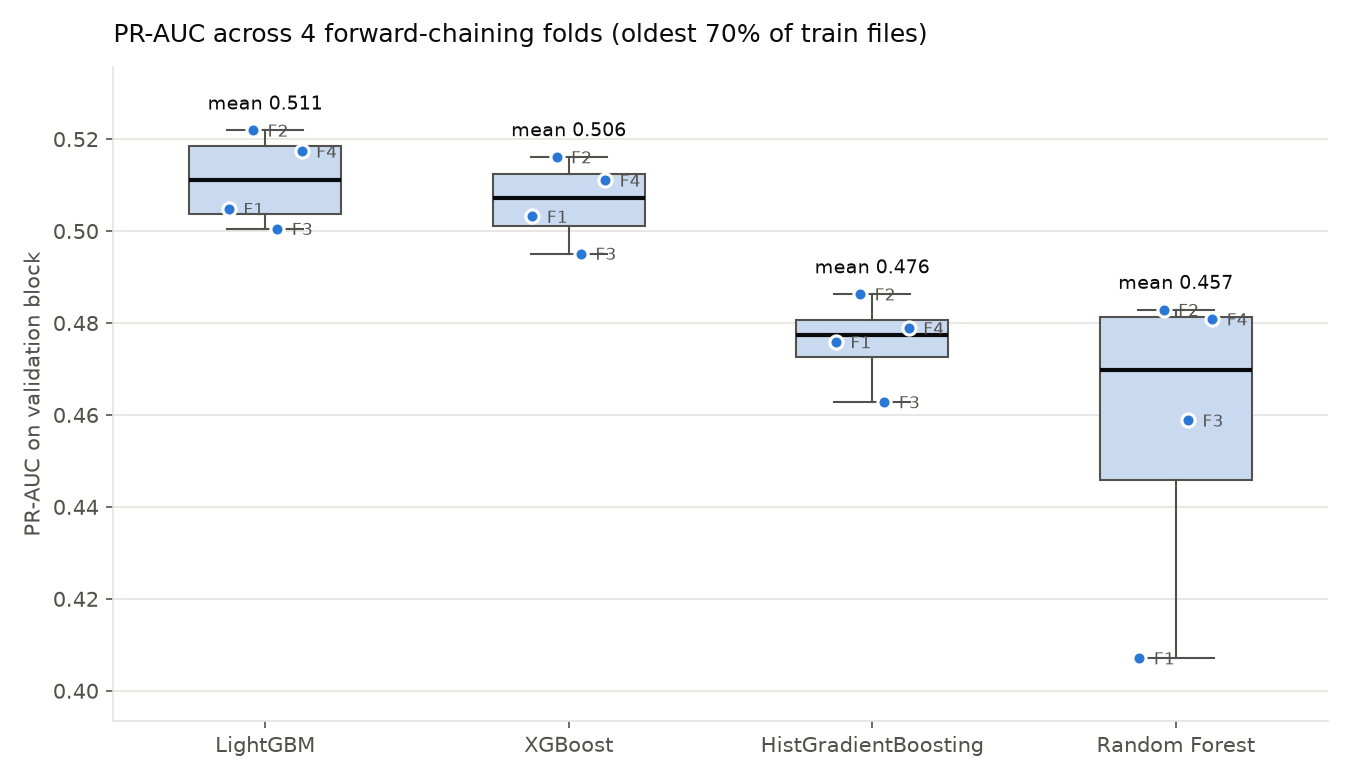 PR-AUC across 4 forward-chaining folds (oldest 70% of train files)
PR-AUC on validation block
0.52
0.50
0.48
0.46
0.44
0.42
0.40
mean 0.511
F2
F4
F1
F3
mean 0.506
F2
F4
F1
F3
mean 0.476
F2
F4
F1
F3
mean 0.457
F2
F4
F3
F1
LightGBM
XGBoost
HistGradientBoosting
Random Forest